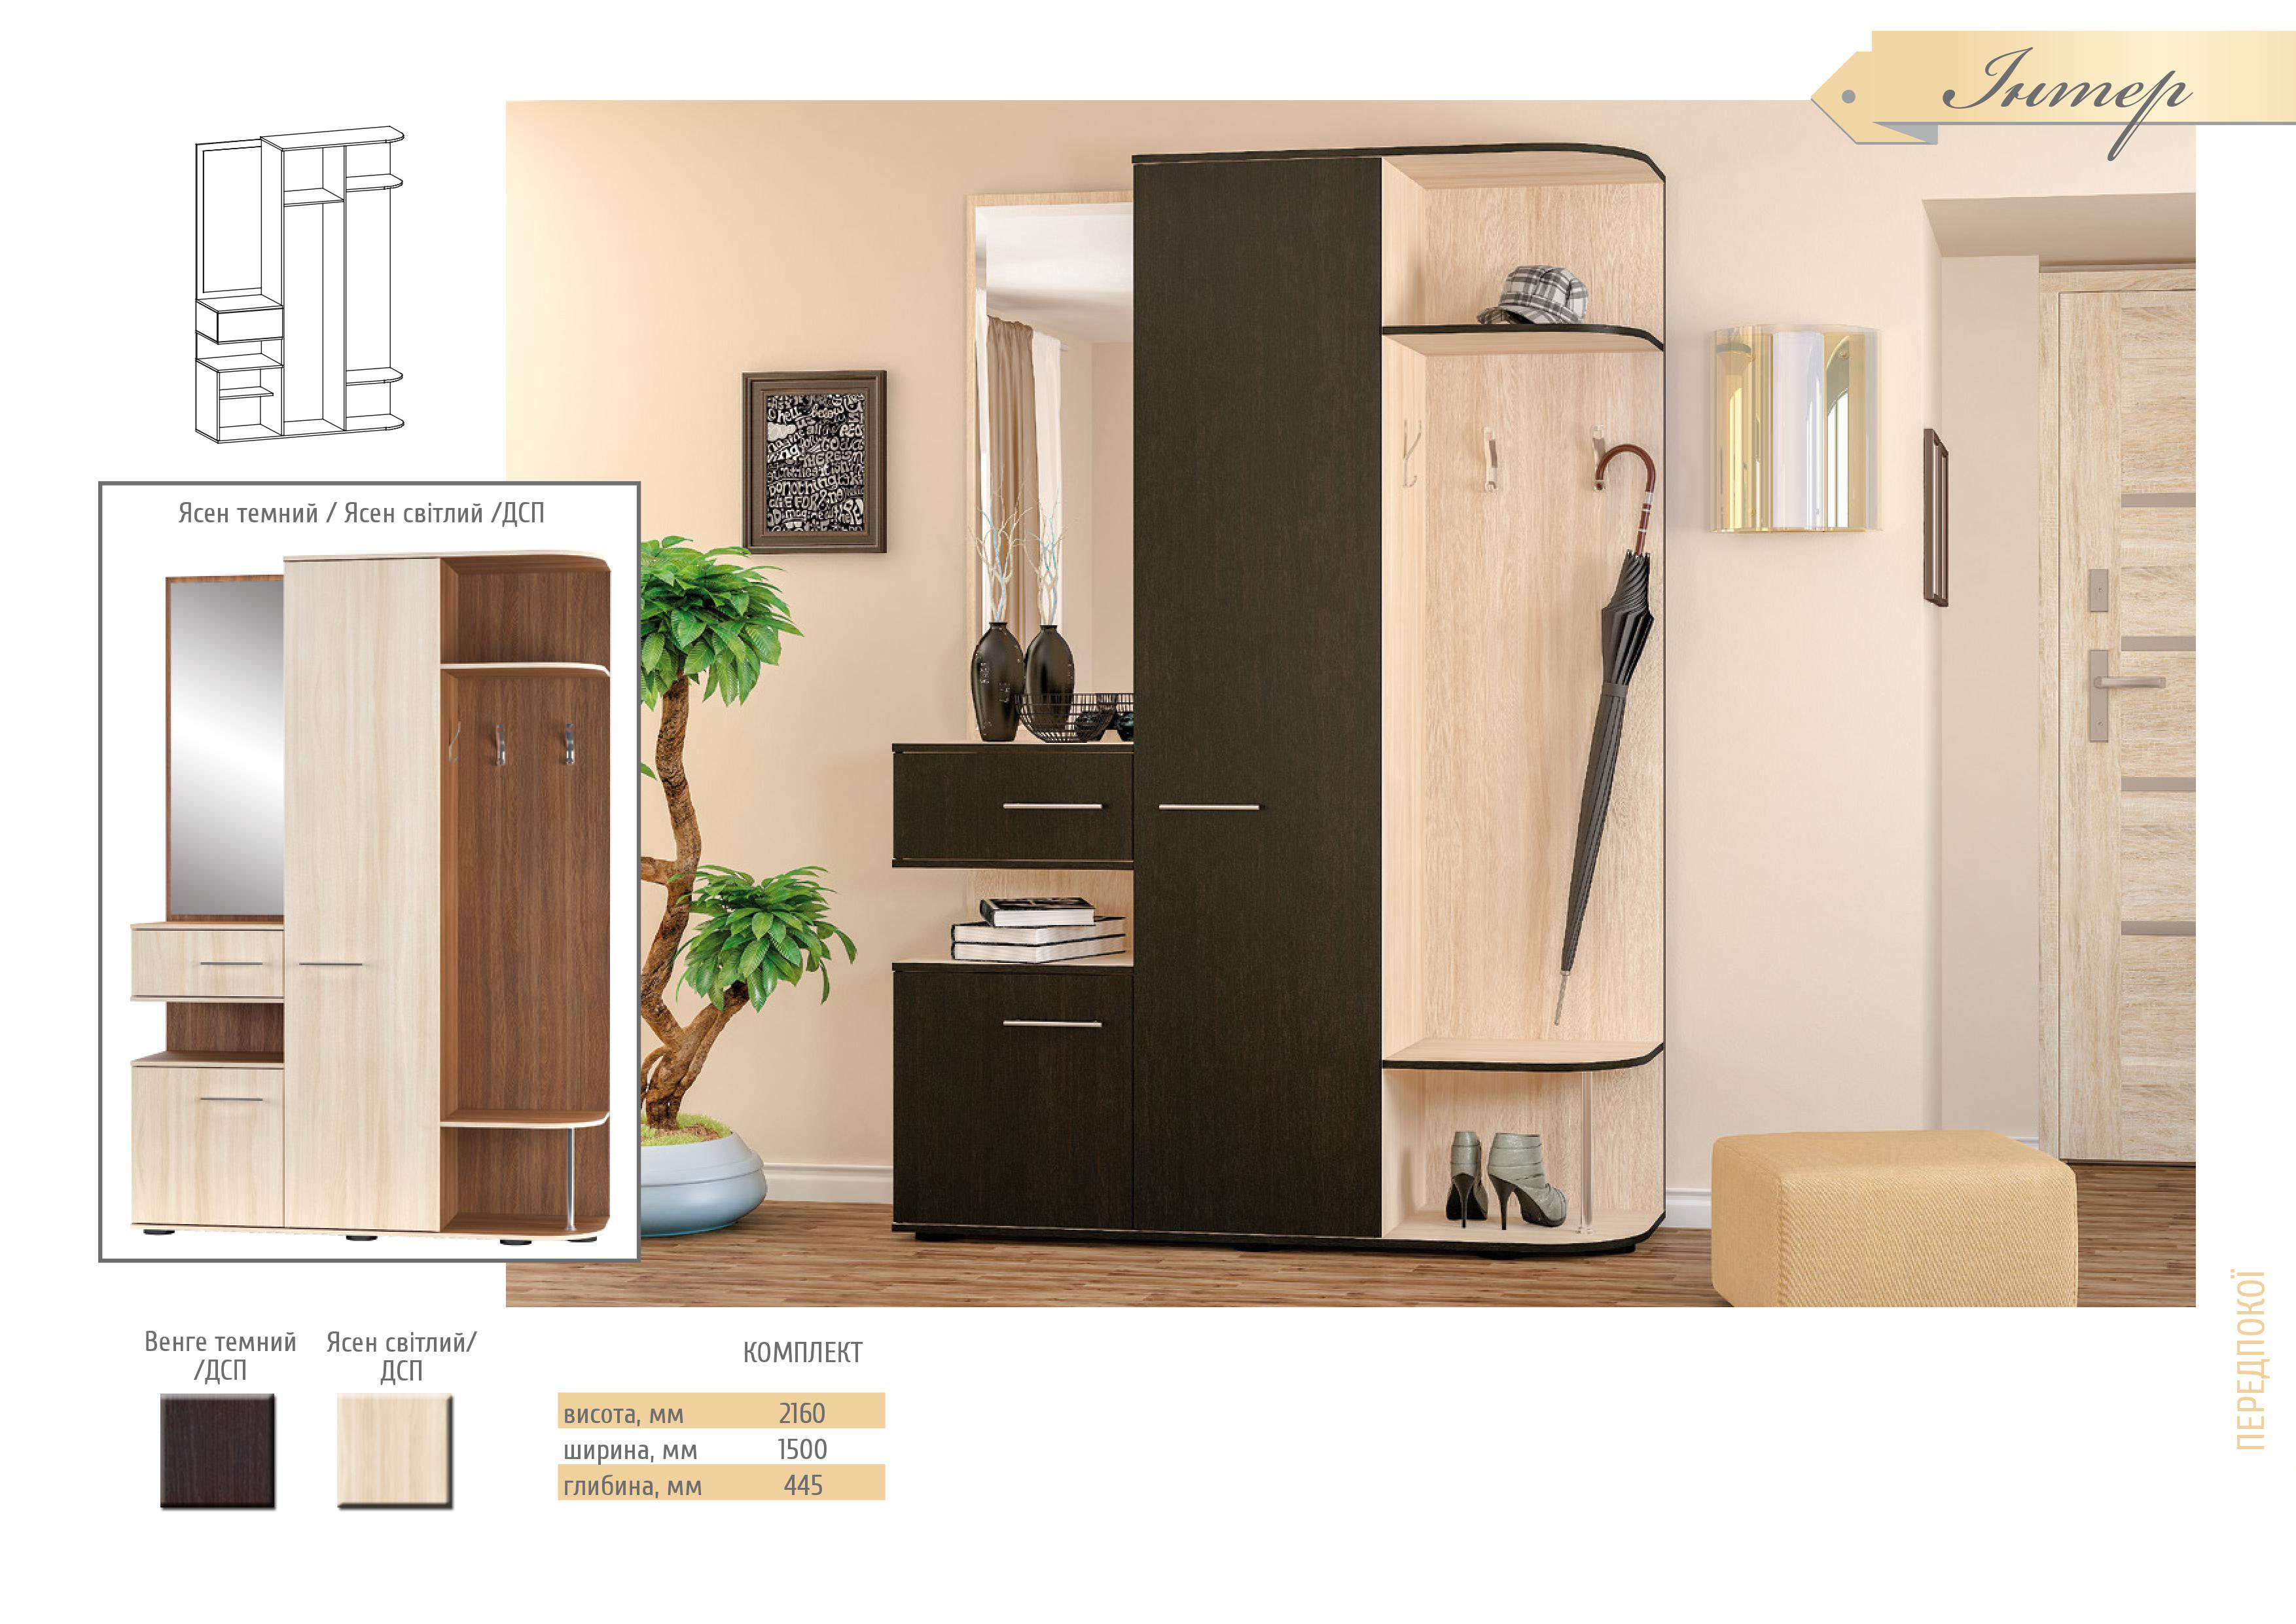 Інтер
Ясен темний / Ясен світлий /ДСП
Венге темний
/ДСП
Ясен світлий/
ДСП
КОМПЛЕКТ
висота, мм 2160
ширина, мм 1500
глибина, мм 445
ПЕРЕДПОКОЇ